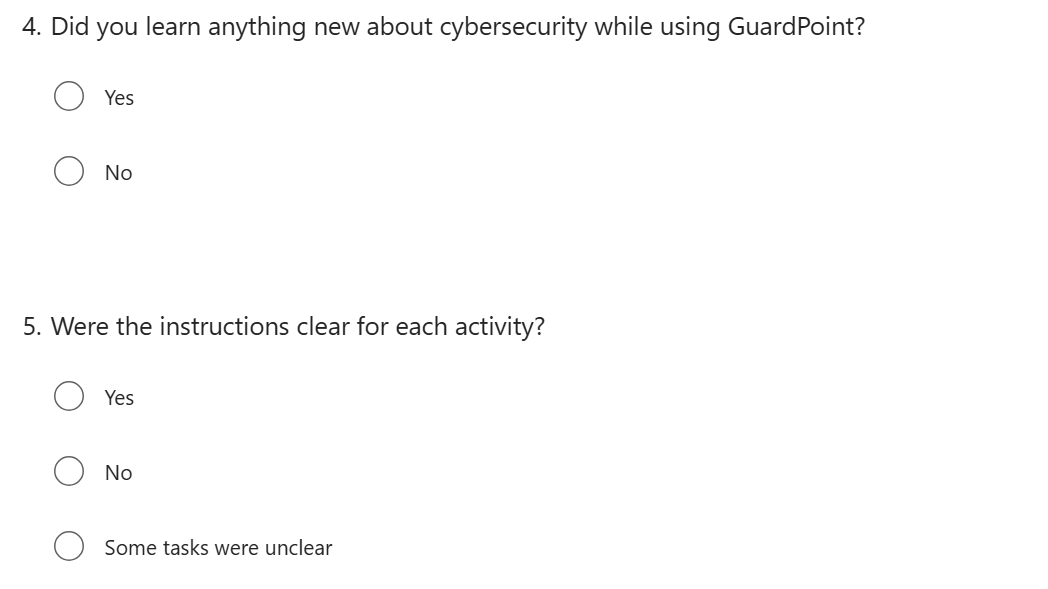 4. Did you learn anything new about cybersecurity while using GuardPoint?
Yes
No
5. Were the instructions clear for each activity?
Yes
No
Some tasks were unclear